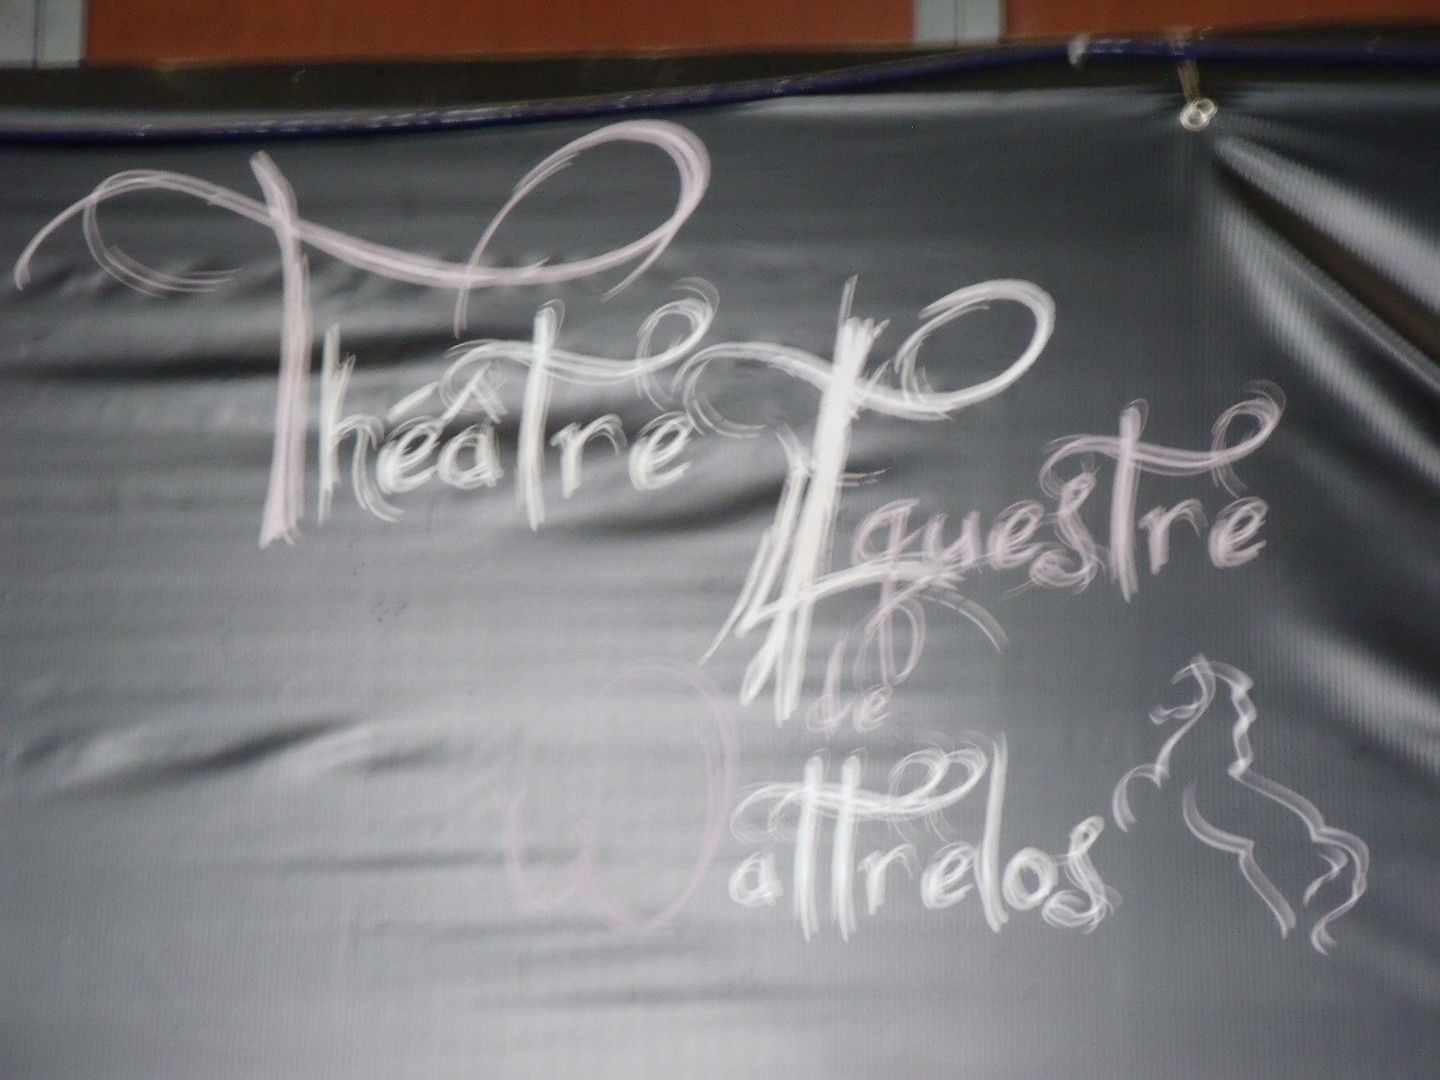 Théâtre
Equestre
de
Wattrelos